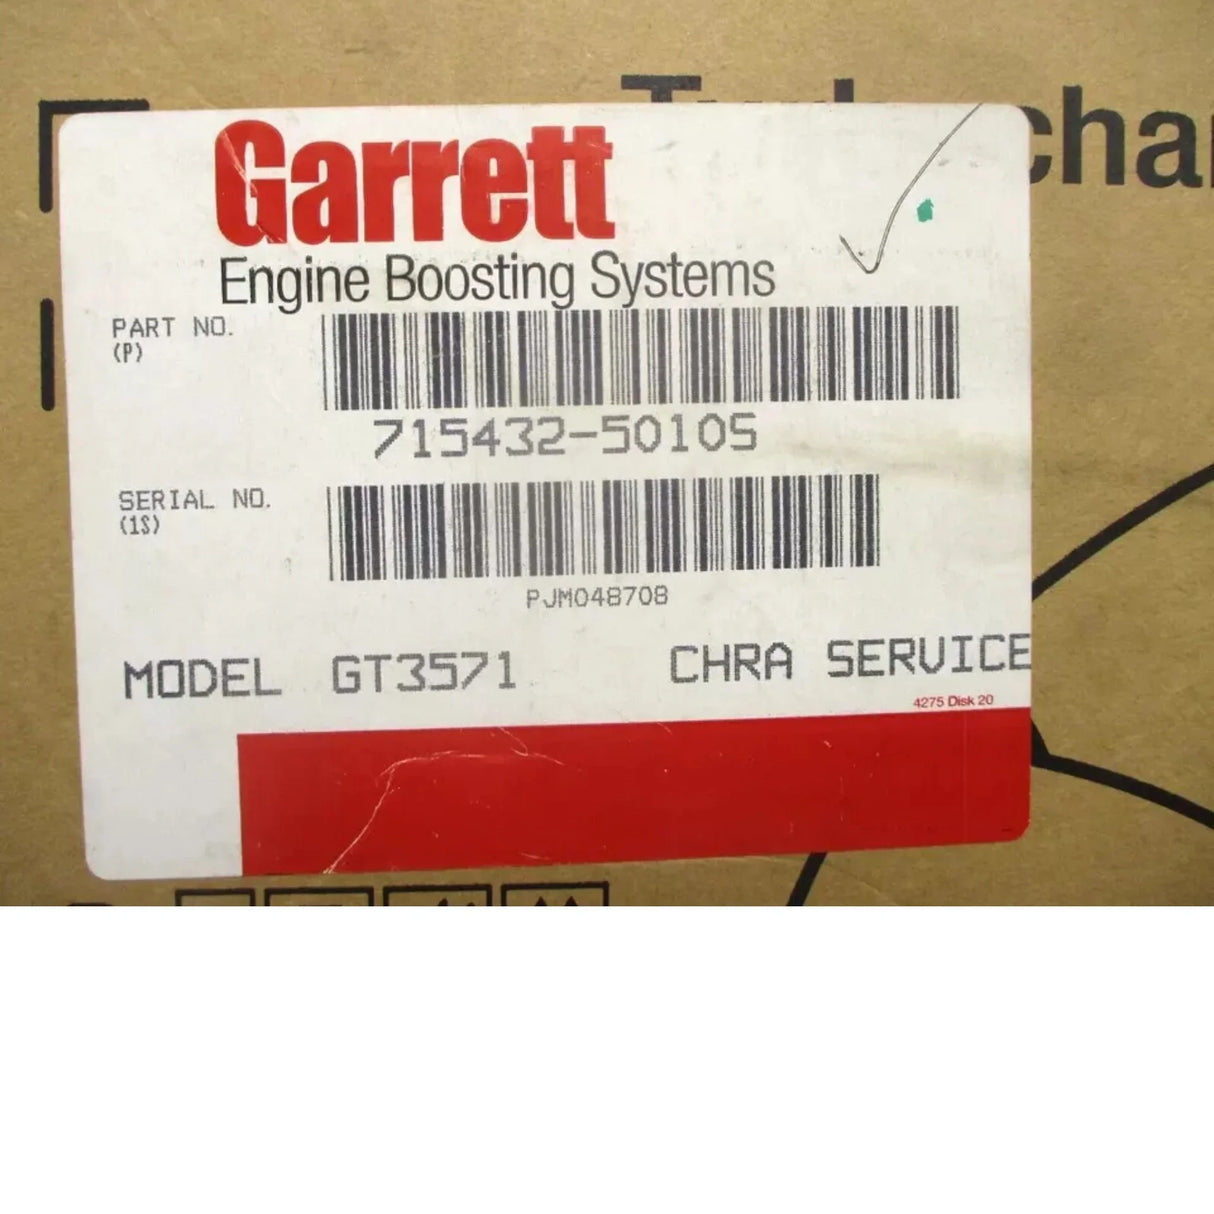 Garrett
Engine Boosting Systems
PART NO.
(P)
715432-5010S
SERIAL NO.
(1S)
PJM048708
MODEL GT3571 CHRA SERVICE
4275 Disk 20